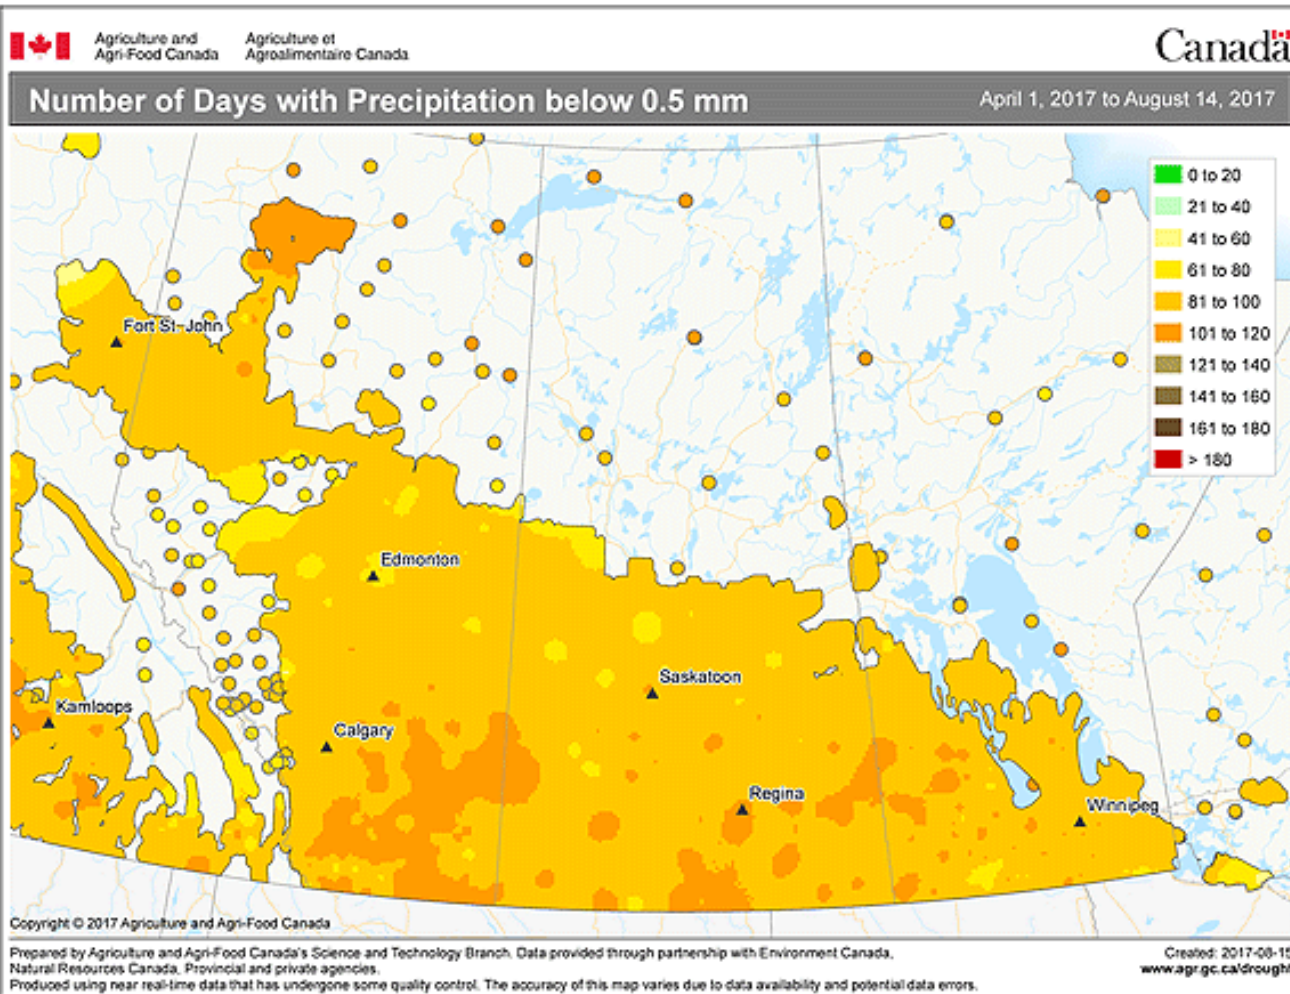 Agriculture and
Agri-Food Canada
Agriculture et
Agroalimentaire Canada
Canada
Number of Days with Precipitation below 0.5 mm
April 1, 2017 to August 14, 2017
0 to 20
21 to 40
41 to 60
61 to 80
81 to 100
101 to 120
121 to 140
141 to 160
161 to 180
> 180
Fort St. John
Edmonton
Saskatoon
Kamloops
Calgary
Regina
Winnipeg
Copyright © 2017 Agriculture and Agri-Food Canada
Prepared by Agriculture and Agri-Food Canada's Science and Technology Branch. Data provided through partnership with Environment Canada,
Natural Resources Canada, Provincial and private agencies.
Produced using near real-time data that has undergone some quality control. The accuracy of this map varies due to data availability and potential data errors.
Created: 2017-08-15
www.agr.gc.ca/drought